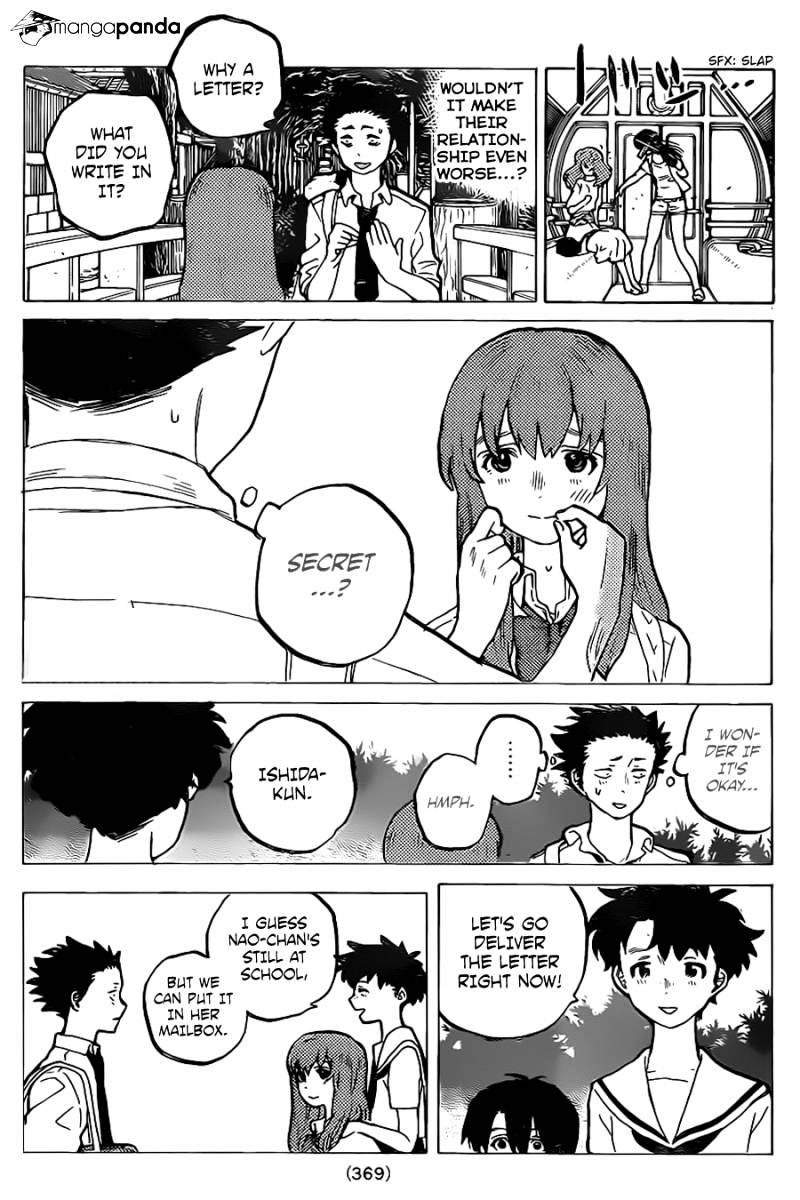 mangapanda
SFX: SLAP
WOULDN'T
IT MAKE
THEIR
RELATION-
SHIP EVEN
WORSE...?
WHY A
LETTER?
WHAT
DID YOU
WRITE IN
IT?
SECRET
...?
I WON-
DER IF
IT'S
OKAY...
......
HMPH.
ISHIDA-
KUN.
LET'S GO
DELIVER
THE LETTER
RIGHT NOW!
I GUESS
NAO-CHAN'S
STILL AT
SCHOOL,
BUT WE
CAN PUT IT
IN HER
MAILBOX.
(369)